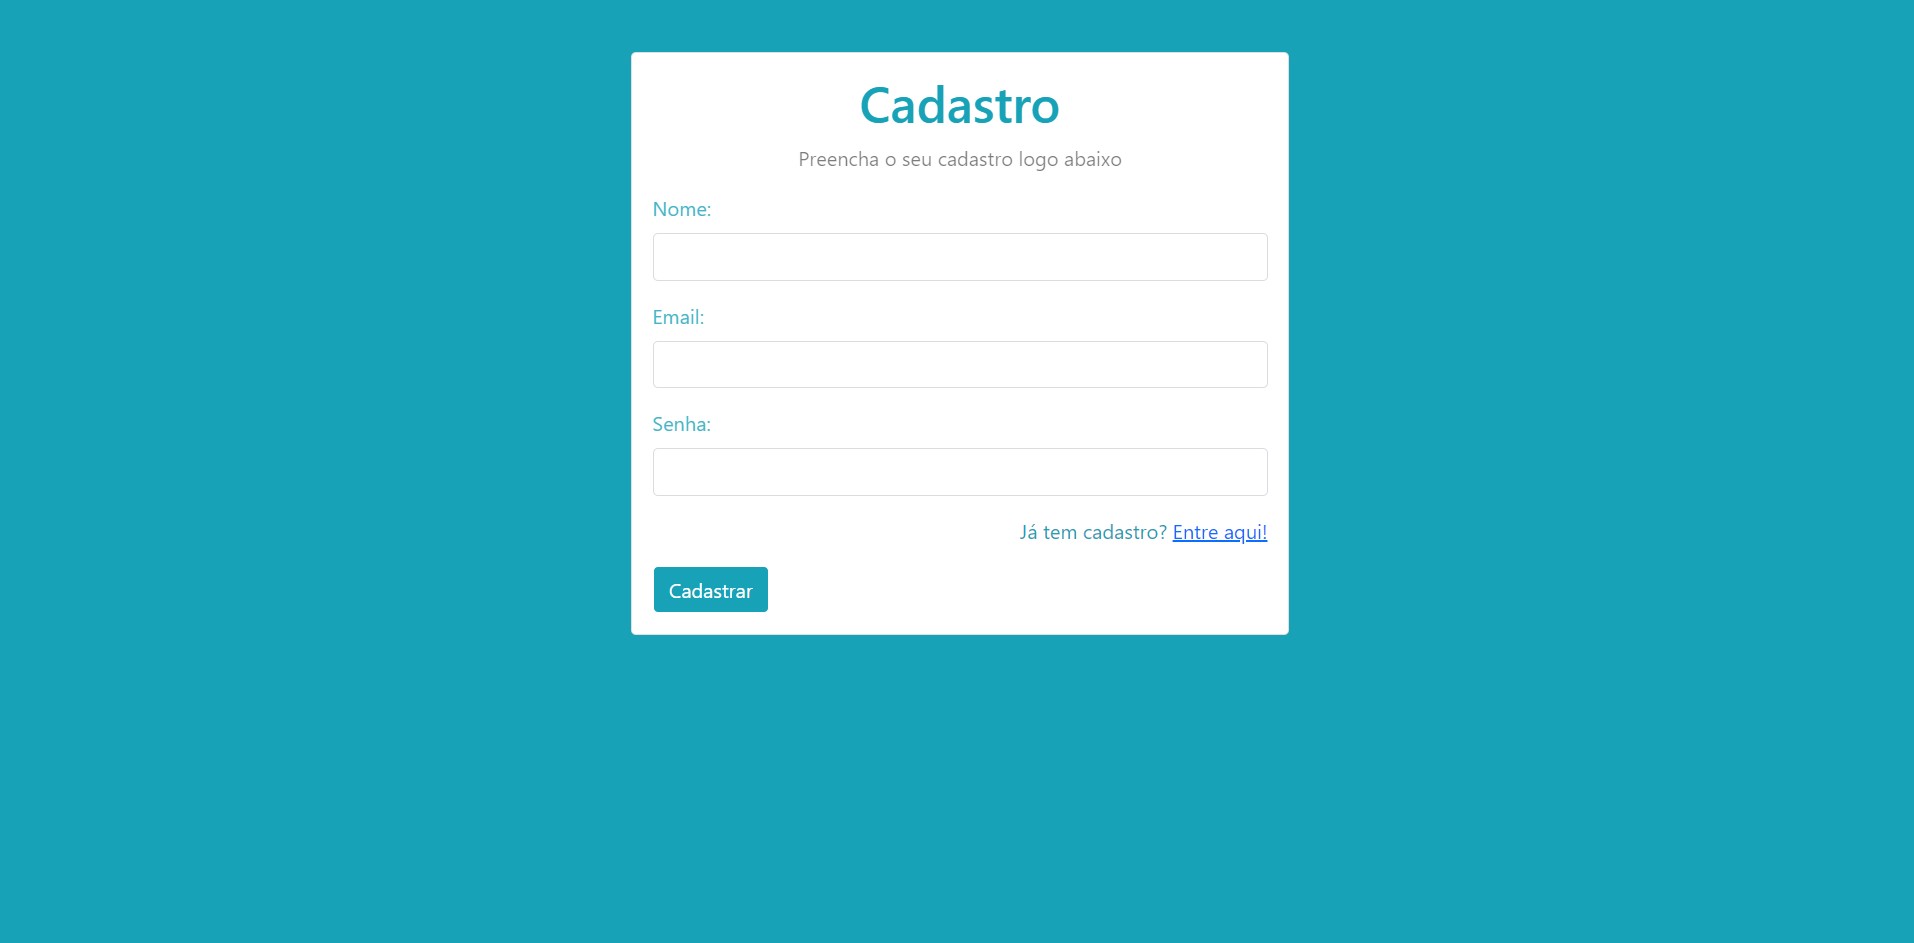 Cadastro
Preencha o seu cadastro logo abaixo
Nome:
Email:
Senha:
Já tem cadastro? Entre aqui!
Cadastrar